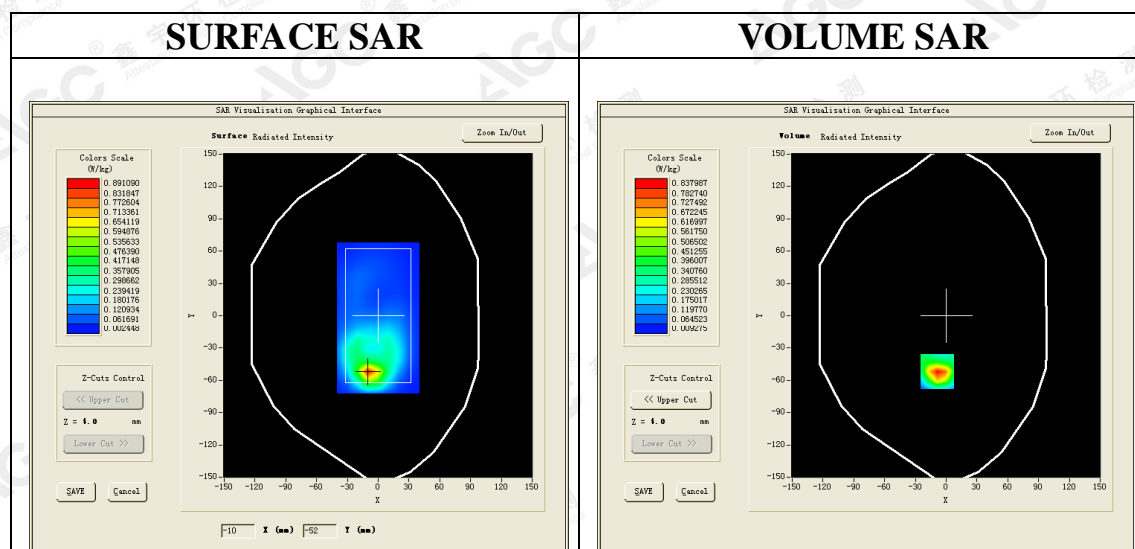 SURFACE SAR
VOLUME SAR
SAR Visualisation Graphical Interface
Surface Radiated Intensity
Zoom In/Out
Colors Scale
(W/kg)
0.891090
0.831847
0.772604
0.713361
0.654119
0.594876
0.535633
0.476390
0.417148
0.357905
0.298662
0.239419
0.180176
0.120934
0.061691
0.002448
150
120
90
60
30
0
-30
-60
-90
-120
-150
Y
-150 -120 -90 -60 -30 0 30 60 90 120 150
X
Z-Cuts Control
<< Upper Cut
Z = 4.0 mm
Lower Cut >>
SAVE Cancel
-10 X (mm) -52 Y (mm)
SAR Visualisation Graphical Interface
Volume Radiated Intensity
Zoom In/Out
Colors Scale
(W/kg)
0.837987
0.782740
0.727492
0.672245
0.616997
0.561750
0.506502
0.451255
0.396007
0.340760
0.285512
0.230265
0.175017
0.119770
0.064523
0.009275
150
120
90
60
30
0
-30
-60
-90
-120
-150
Y
-150 -120 -90 -60 -30 0 30 60 90 120 150
X
Z-Cuts Control
<< Upper Cut
Z = 4.0 mm
Lower Cut >>
SAVE Cancel